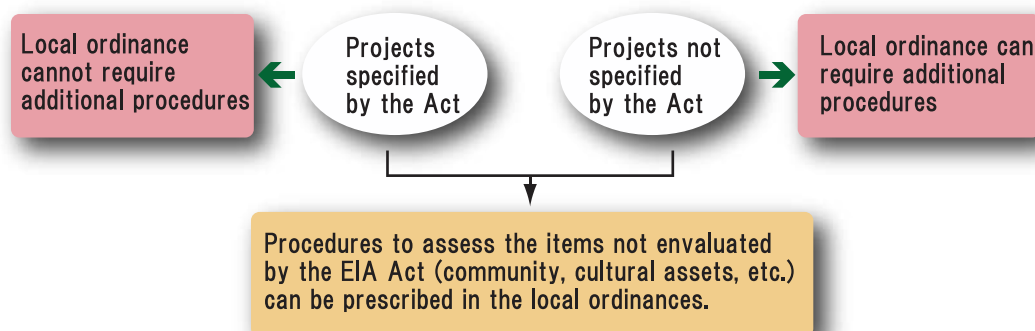 Local ordinance
cannot require
additional procedures
Projects
specified
by the Act
Projects not
specified
by the Act
Local ordinance can
require additional
procedures
Procedures to assess the items not envaluated
by the EIA Act (community, cultural assets, etc.)
can be prescribed in the local ordinances.